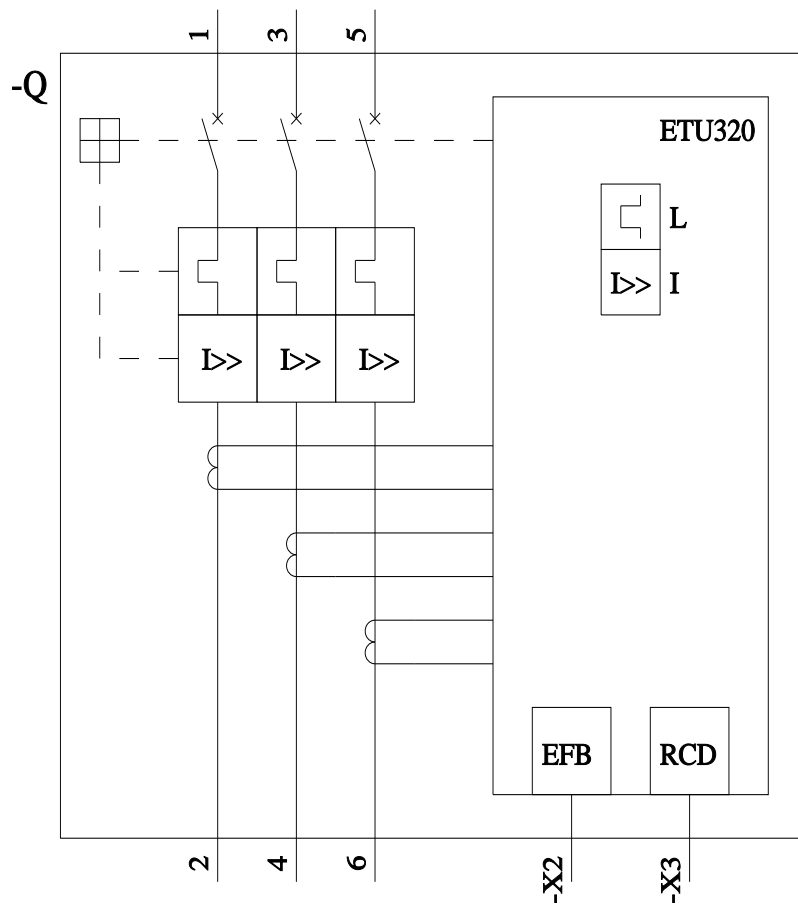 1 3 5
-Q
ETU320
L
I>> I
I>> I>> I>>
EFB RCD
2 4 6
-X2 -X3